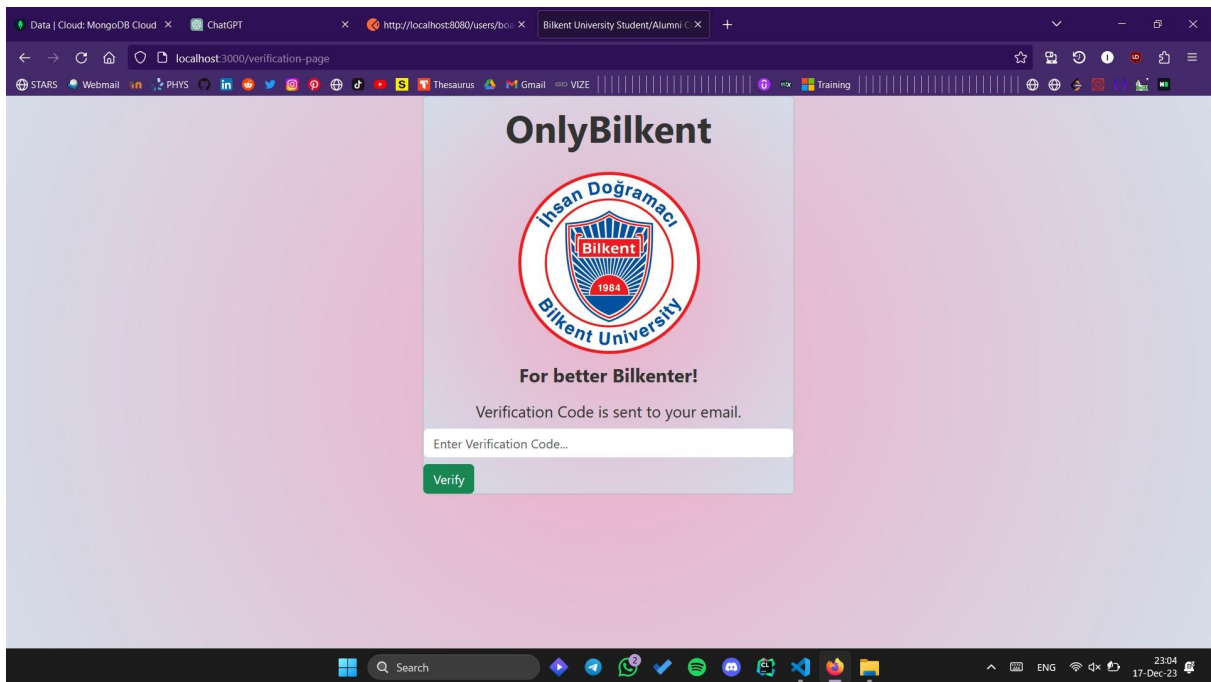 Data | Cloud: MongoDB Cloud
ChatGPT
http://localhost:8080/users/boa
Bilkent University Student/Alumni C
localhost:3000/verification-page
STARS Webmail PHYS Thesaurus Gmail VIZE Training
OnlyBilkent
İhsan Doğramacı
Bilkent
1984
Bilkent University
For better Bilkenter!
Verification Code is sent to your email.
Enter Verification Code...
Verify
Search
2
ENG
23:04
17-Dec-23